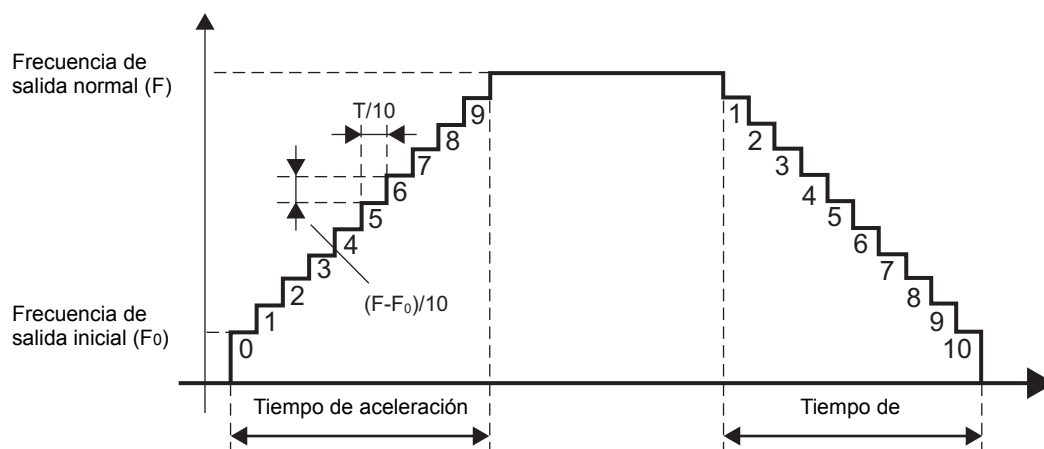 Frecuencia de
salida normal (F)
T/10
9
8
7
6
5
4
3
2
1
0
(F-F0)/10
1
2
3
4
5
6
7
8
9
10
Frecuencia de
salida inicial (F0)
Tiempo de aceleración
Tiempo de